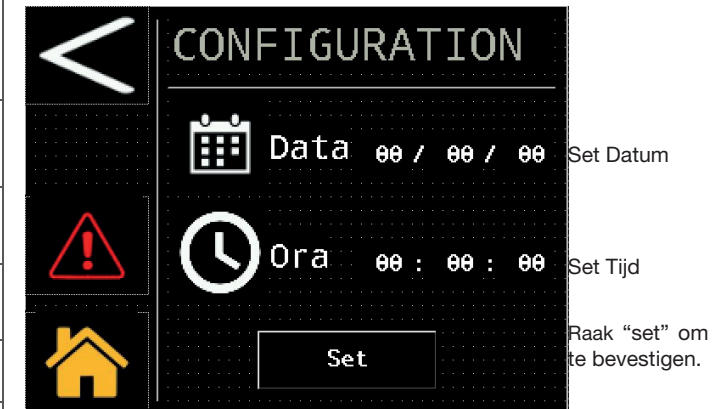 CONFIGURATION
Data 00 / 00 / 00 Set Datum
Ora 00 : 00 : 00 Set Tijd
Set
Raak “set” om
te bevestigen.